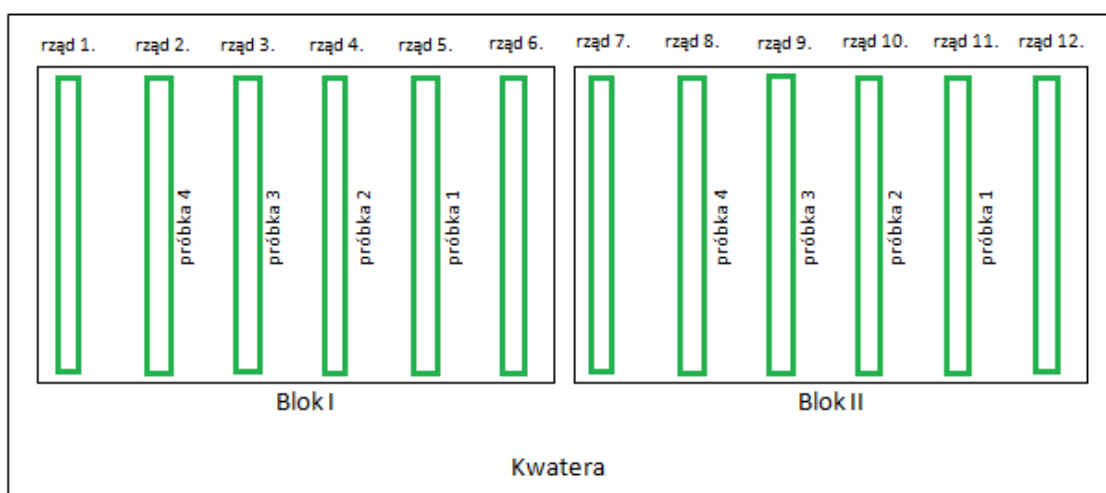 rząd 1. rząd 2. rząd 3. rząd 4. rząd 5. rząd 6. rząd 7. rząd 8. rząd 9. rząd 10. rząd 11. rząd 12.
próbka 4
próbka 3
próbka 2
próbka 1
próbka 4
próbka 3
próbka 2
próbka 1
Blok I
Blok II
Kwatera